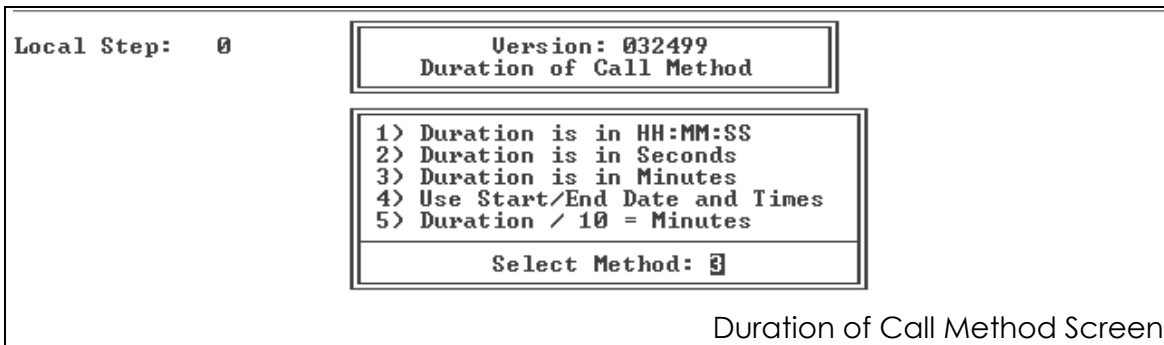 Local Step: 0
Version: 032499
Duration of Call Method
1) Duration is in HH:MM:SS
2) Duration is in Seconds
3) Duration is in Minutes
4) Use Start/End Date and Times
5) Duration / 10 = Minutes
Select Method: 3
Duration of Call Method Screen